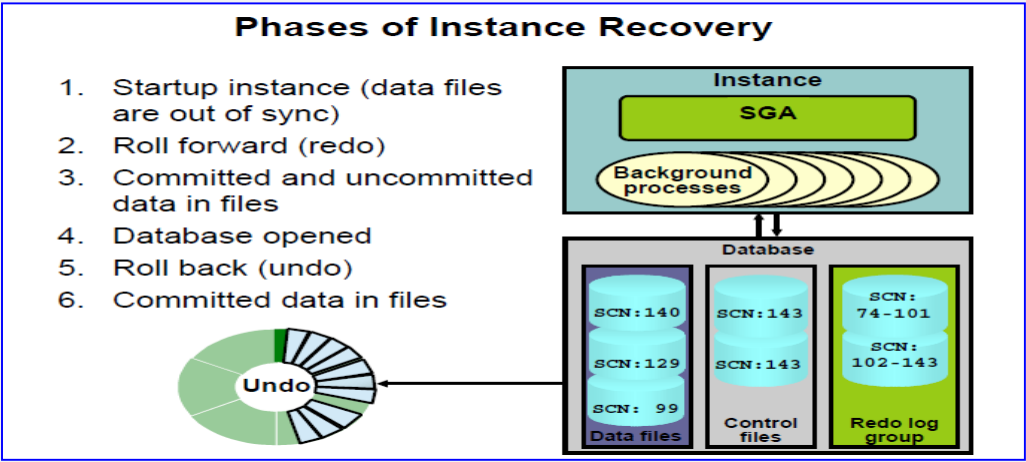 Phases of Instance Recovery
1. Startup instance (data files
are out of sync)
2. Roll forward (redo)
3. Committed and uncommitted
data in files
4. Database opened
5. Roll back (undo)
6. Committed data in files
Undo
Instance
SGA
Background
processes
Database
SCN:140
SCN:129
SCN: 99
Data files
SCN:143
SCN:143
Control
files
SCN:
74-101
SCN:
102-143
Redo log
group